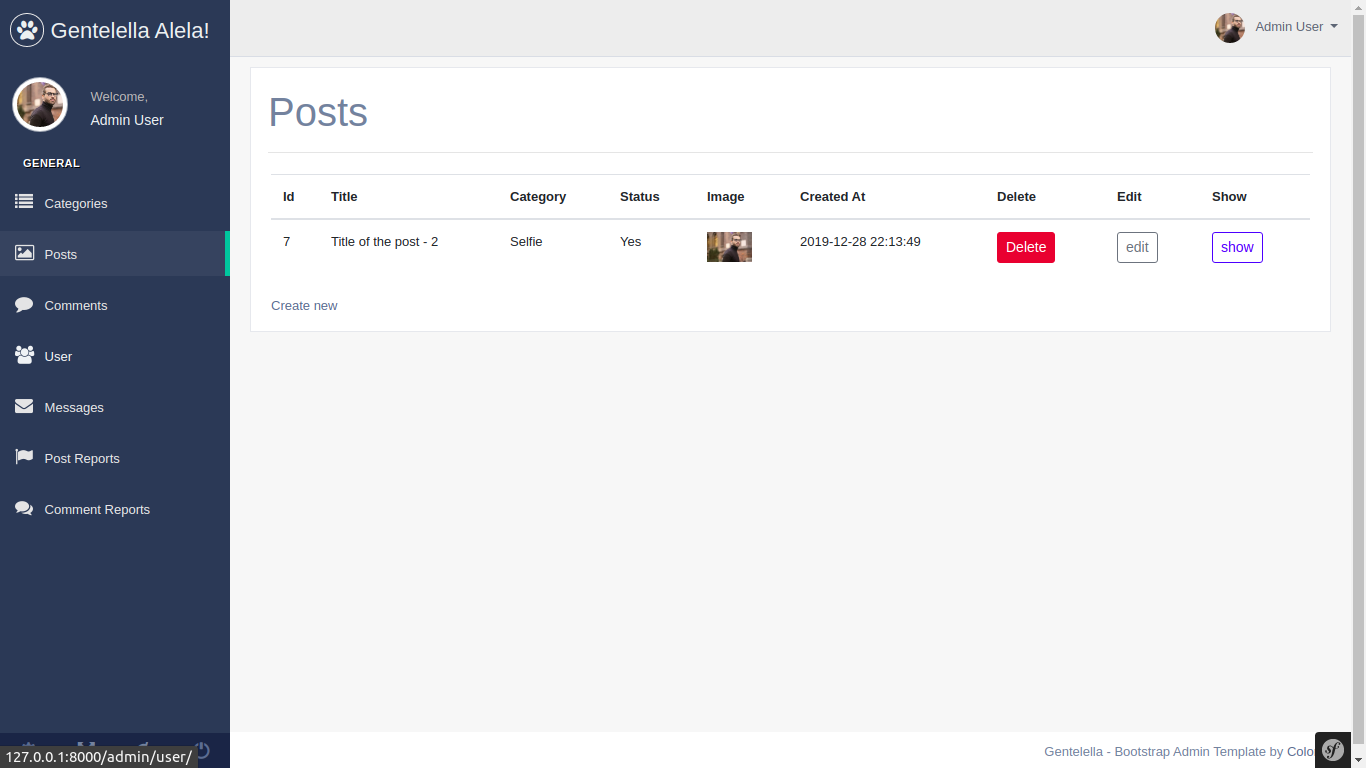 Gentelella Alela!
Admin User
Welcome,
Admin User
GENERAL
Categories
Posts
Comments
User
Messages
Post Reports
Comment Reports
Posts
Id Title Category Status Image Created At Delete Edit Show
7 Title of the post - 2 Selfie Yes 2019-12-28 22:13:49 Delete edit show
Create new
Gentelella - Bootstrap Admin Template by Colo
sf
127.0.0.1:8000/admin/user/